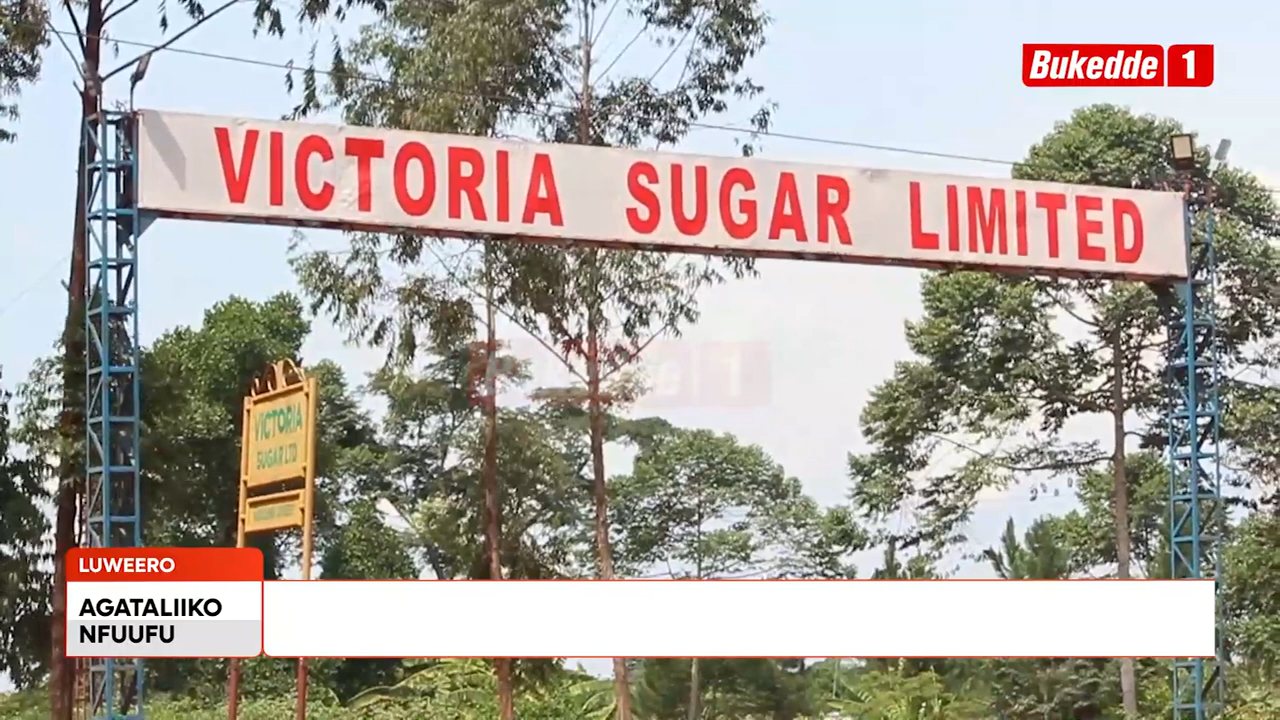 Bukedde 1
VICTORIA SUGAR LIMITED
VICTORIA
SUGAR LTD
LUWEERO
AGATALIIKO
NFUUFU